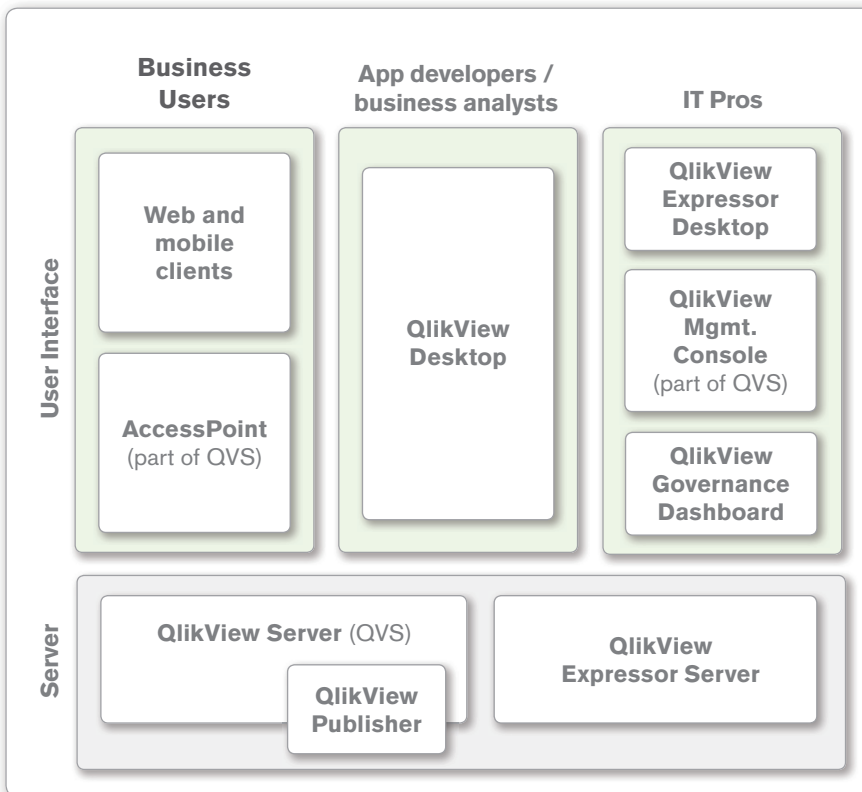 Business
Users
App developers /
business analysts
IT Pros
User Interface
Web and
mobile
clients
AccessPoint
(part of QVS)
QlikView
Desktop
QlikView
Expressor
Desktop
QlikView
Mgmt.
Console
(part of QVS)
QlikView
Governance
Dashboard
Server
QlikView Server (QVS)
QlikView
Publisher
QlikView
Expressor Server